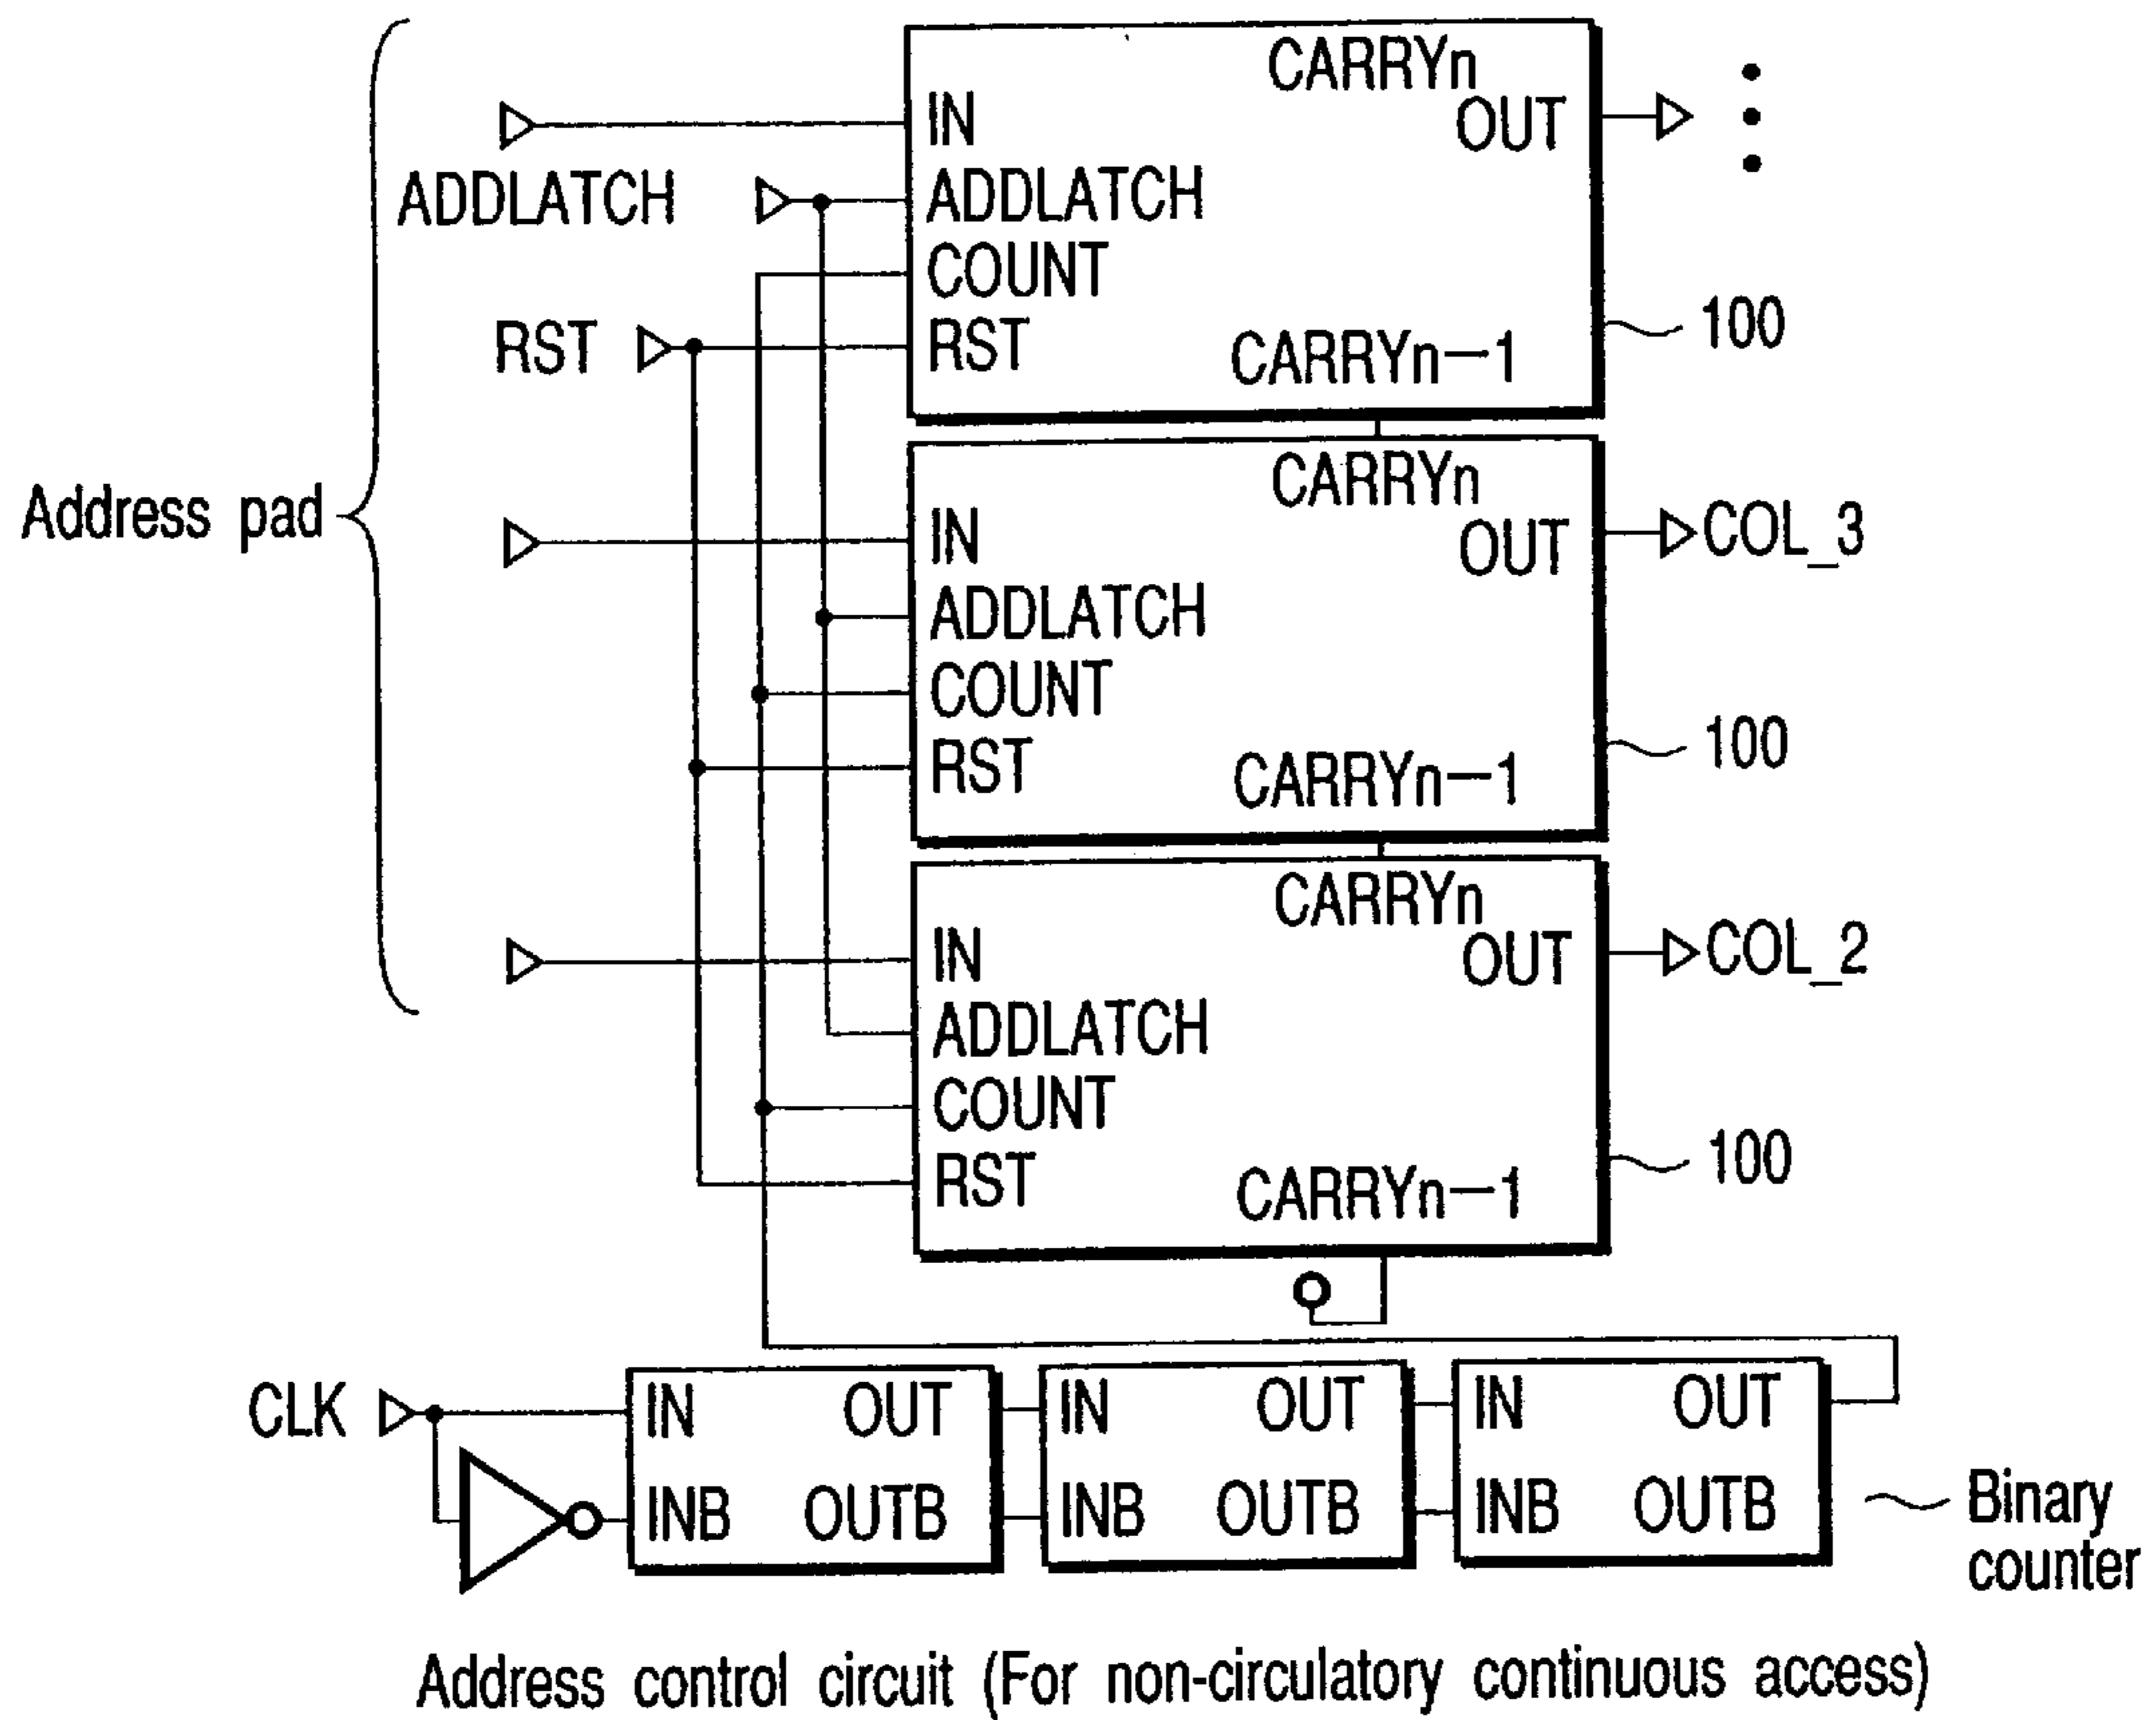 CARRYn
IN
OUT
ADDLATCH
ADDLATCH
COUNT
RST
RST
CARRYn–1
100
Address pad
CARRYn
IN
OUT
COL_3
ADDLATCH
COUNT
RST
CARRYn–1
100
CARRYn
IN
OUT
COL_2
ADDLATCH
COUNT
RST
CARRYn–1
100
CLK
IN OUT
INB OUTB
IN OUT
INB OUTB
IN OUT
INB OUTB
Binary
counter
Address control circuit (For non-circulatory continuous access)